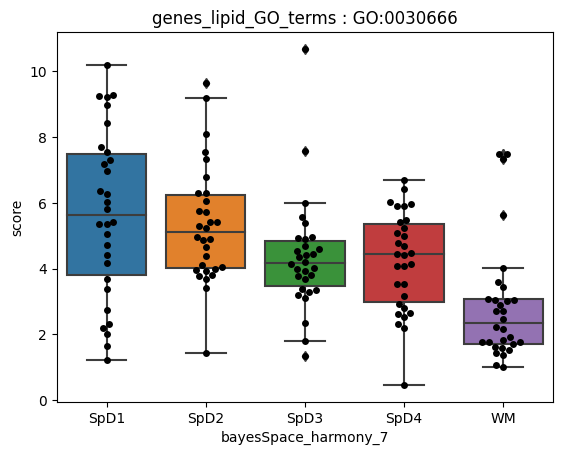 genes_lipid_GO_terms : GO:0030666
10
8
6
4
2
0
score
SpD1 SpD2 SpD3 SpD4 WM
bayesSpace_harmony_7